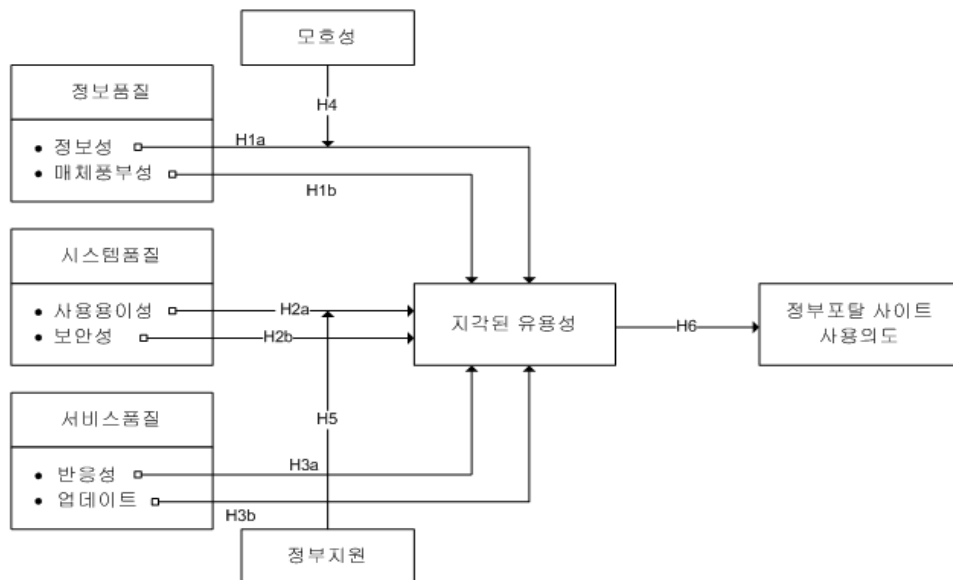 모호성
H4
정보품질
• 정보성
• 매체풍부성
H1a
H1b
시스템품질
• 사용용이성
• 보안성
H2a
H2b
지각된 유용성
H6
정부포탈 사이트
사용의도
서비스품질
• 반응성
• 업데이트
H5
H3a
H3b
정부지원